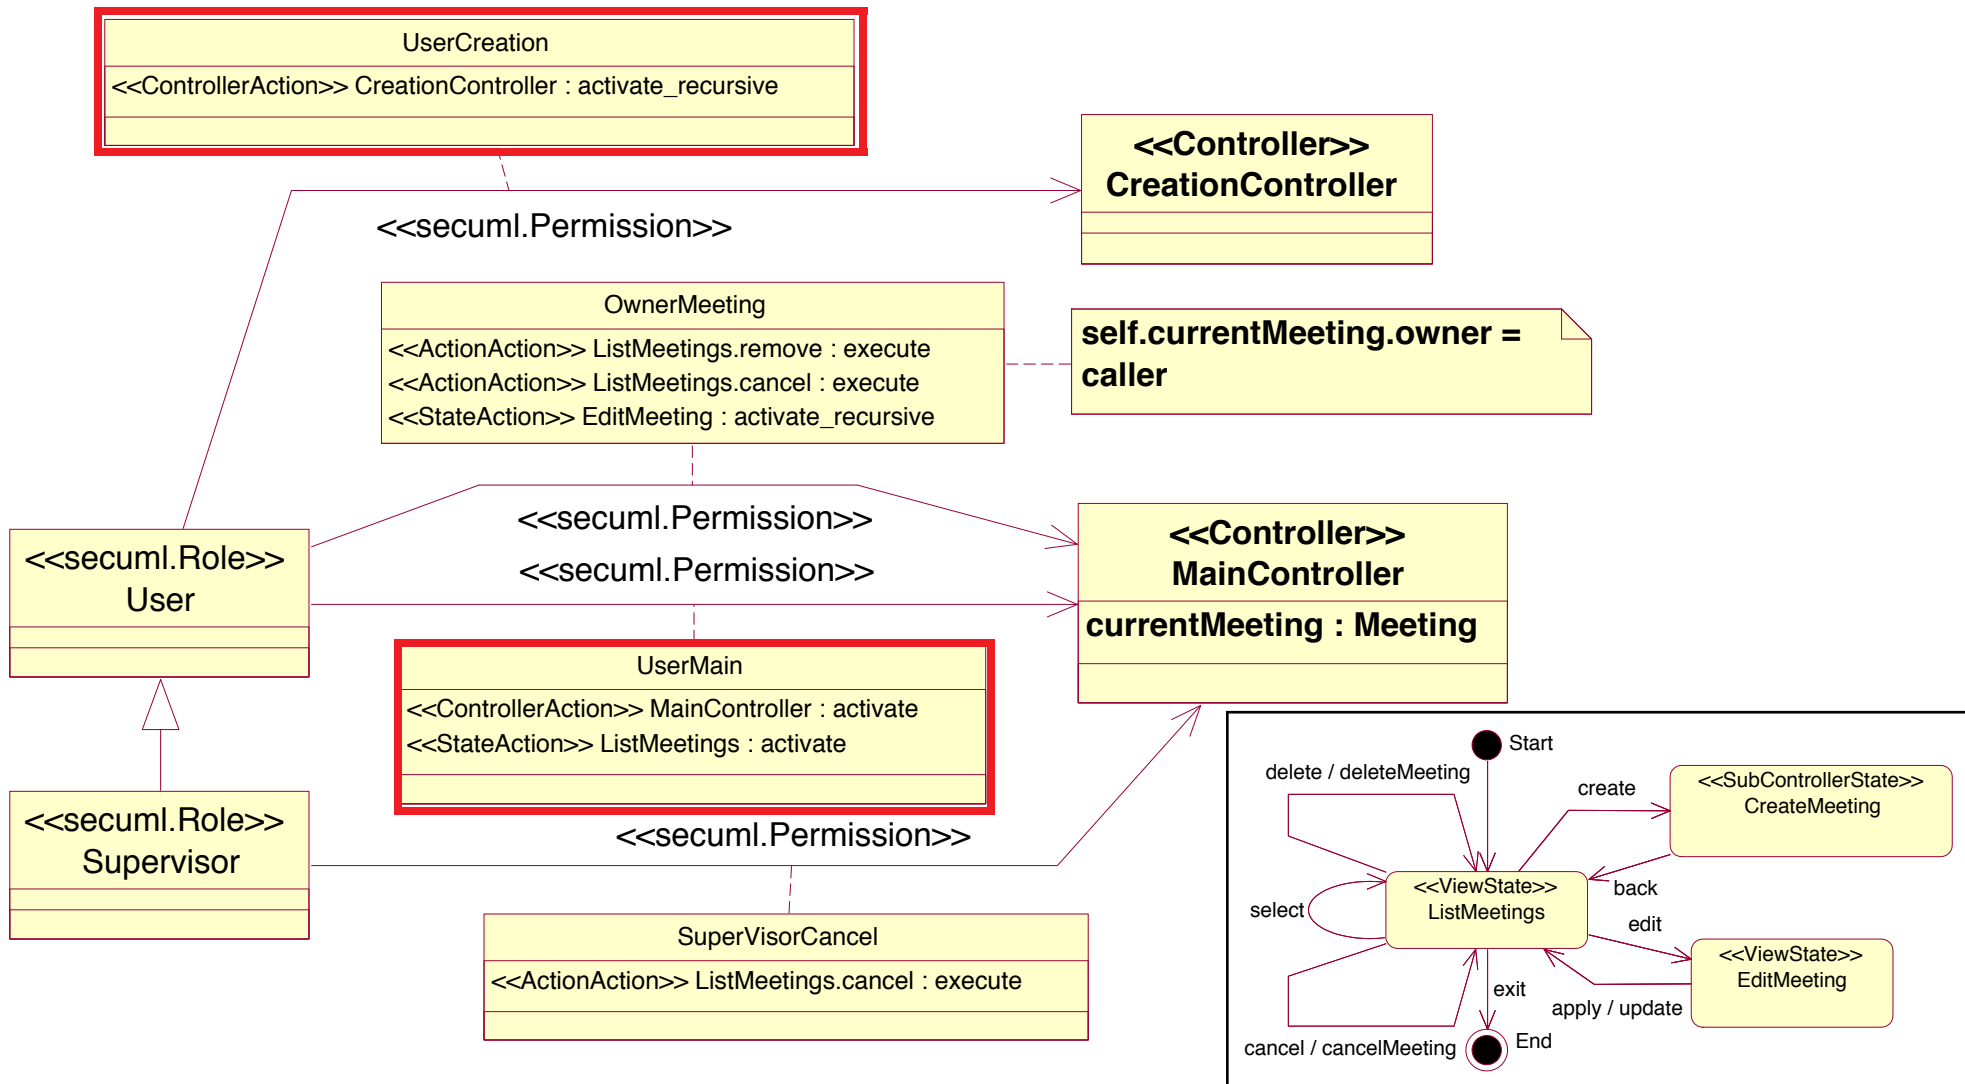 UserCreation
<<ControllerAction>> CreationController : activate_recursive
<<Controller>>
CreationController
<<secuml.Permission>>
OwnerMeeting
<<ActionAction>> ListMeetings.remove : execute
<<ActionAction>> ListMeetings.cancel : execute
<<StateAction>> EditMeeting : activate_recursive
self.currentMeeting.owner =
caller
<<secuml.Permission>>
<<secuml.Permission>>
<<secuml.Role>>
User
<<Controller>>
MainController
currentMeeting : Meeting
UserMain
<<ControllerAction>> MainController : activate
<<StateAction>> ListMeetings : activate
<<secuml.Role>>
Supervisor
<<secuml.Permission>>
SuperVisorCancel
<<ActionAction>> ListMeetings.cancel : execute
Start
delete / deleteMeeting
create
<<SubControllerState>>
CreateMeeting
<<ViewState>>
ListMeetings
back
select
edit
<<ViewState>>
EditMeeting
exit
apply / update
End
cancel / cancelMeeting